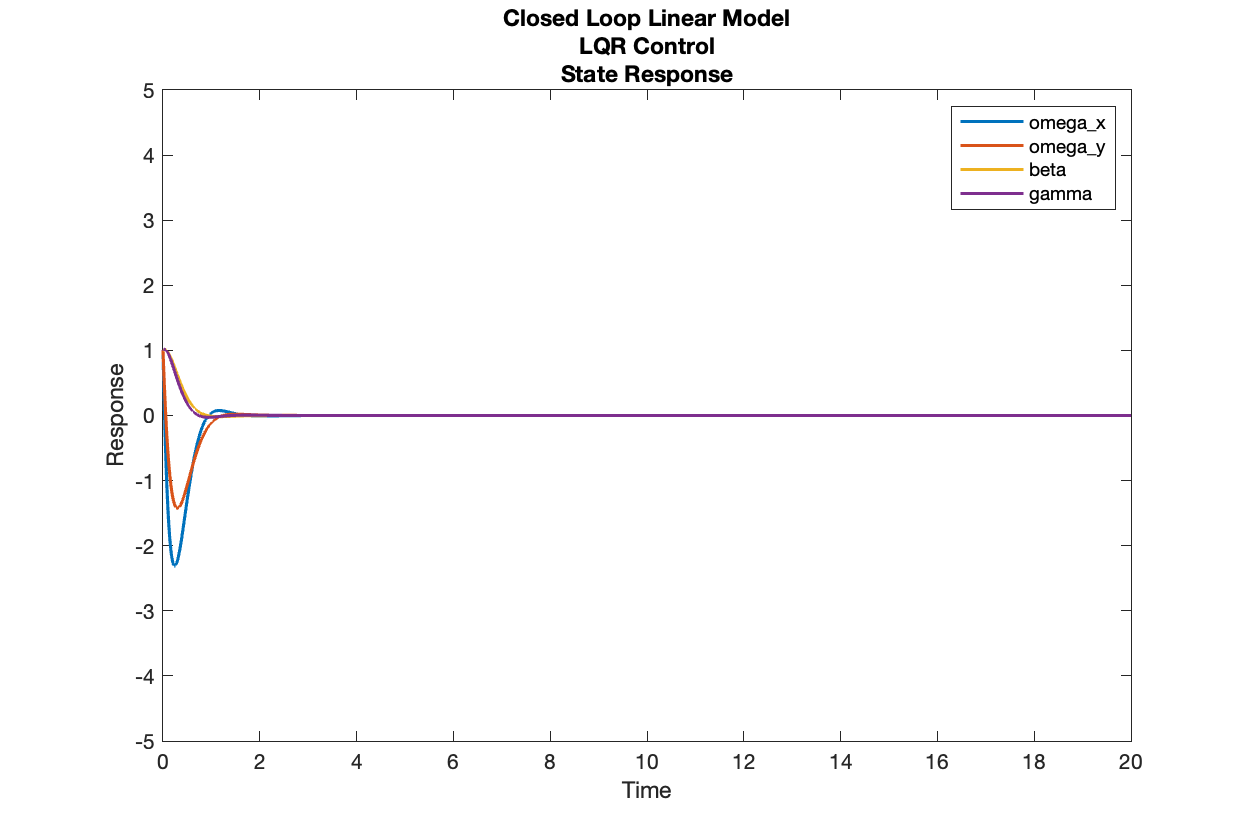 Closed Loop Linear Model
LQR Control
State Response
5
4
3
2
1
0
-1
-2
-3
-4
-5
Response
omega_x
omega_y
beta
gamma
0 2 4 6 8 10 12 14 16 18 20
Time